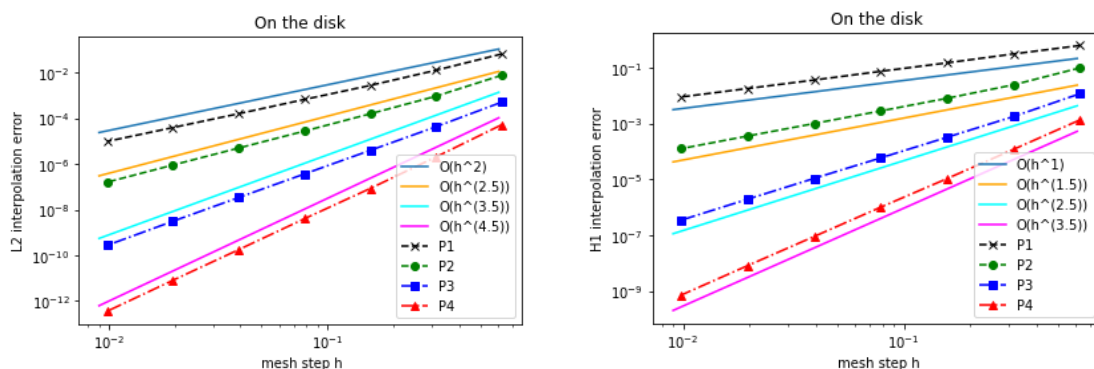 On the disk
L2 interpolation error
10⁻²
10⁻⁴
10⁻⁶
10⁻⁸
10⁻¹⁰
10⁻¹²
O(h^2)
O(h^(2.5))
O(h^(3.5))
O(h^(4.5))
P1
P2
P3
P4
10⁻²
10⁻¹
mesh step h
On the disk
H1 interpolation error
10⁻¹
10⁻³
10⁻⁵
10⁻⁷
10⁻⁹
O(h^1)
O(h^(1.5))
O(h^(2.5))
O(h^(3.5))
P1
P2
P3
P4
10⁻²
10⁻¹
mesh step h